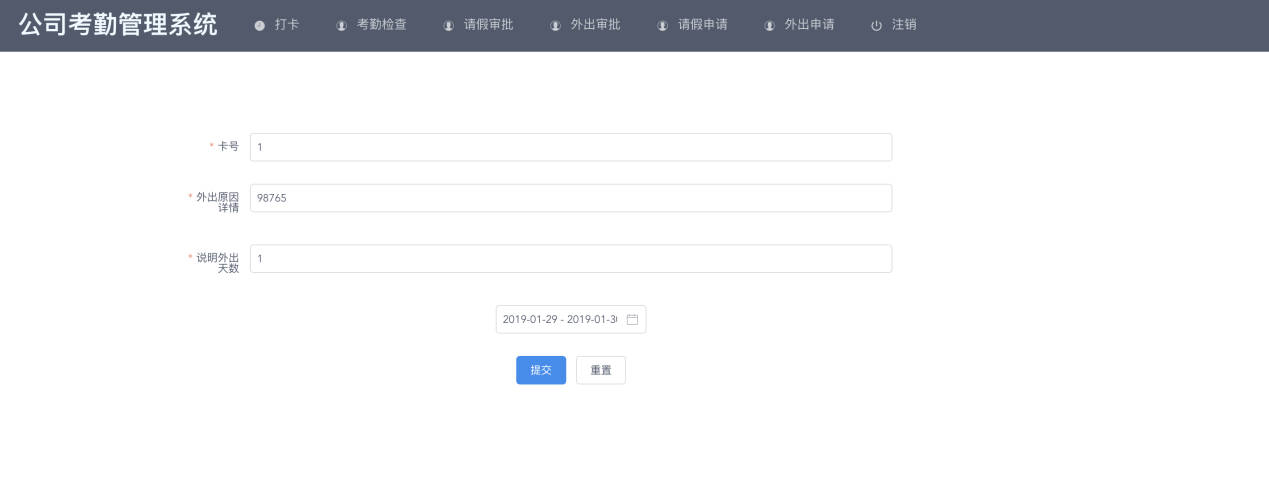 公司考勤管理系统 打卡 考勤检查 请假审批 外出审批 请假申请 外出申请 注销
* 卡号 1
* 外出原因 98765
详情
* 说明外出 1
天数
2019-01-29 - 2019-01-30
提交 重置